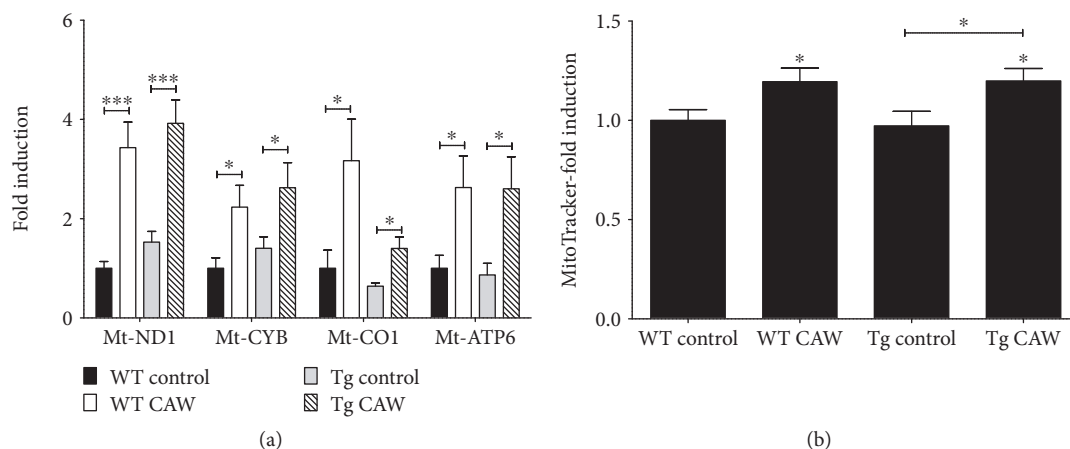 Fold induction
6
4
2
0
***
***
*
*
*
*
*
*
Mt-ND1 Mt-CYB Mt-CO1 Mt-ATP6
WT control
WT CAW
Tg control
Tg CAW
(a)
MitoTracker-fold induction
1.5
1.0
0.5
0.0
*
*
*
WT control WT CAW Tg control Tg CAW
(b)